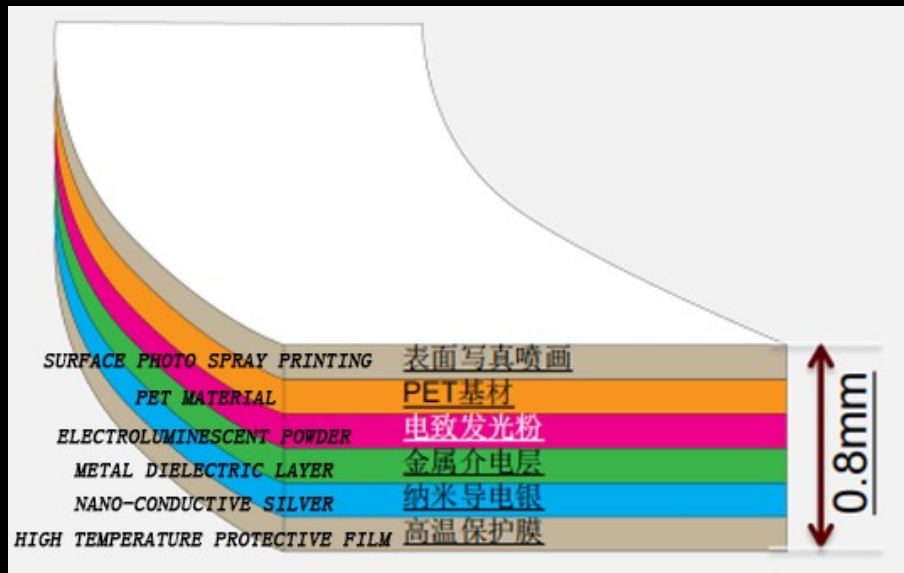 SURFACE PHOTO SPRAY PRINTING 表面写真喷画
PET MATERIAL PET基材
ELECTROLUMINESCENT POWDER 电致发光粉
METAL DIELECTRIC LAYER 金属介电层
NANO-CONDUCTIVE SILVER 纳米导电银
HIGH TEMPERATURE PROTECTIVE FILM 高温保护膜
0.8mm